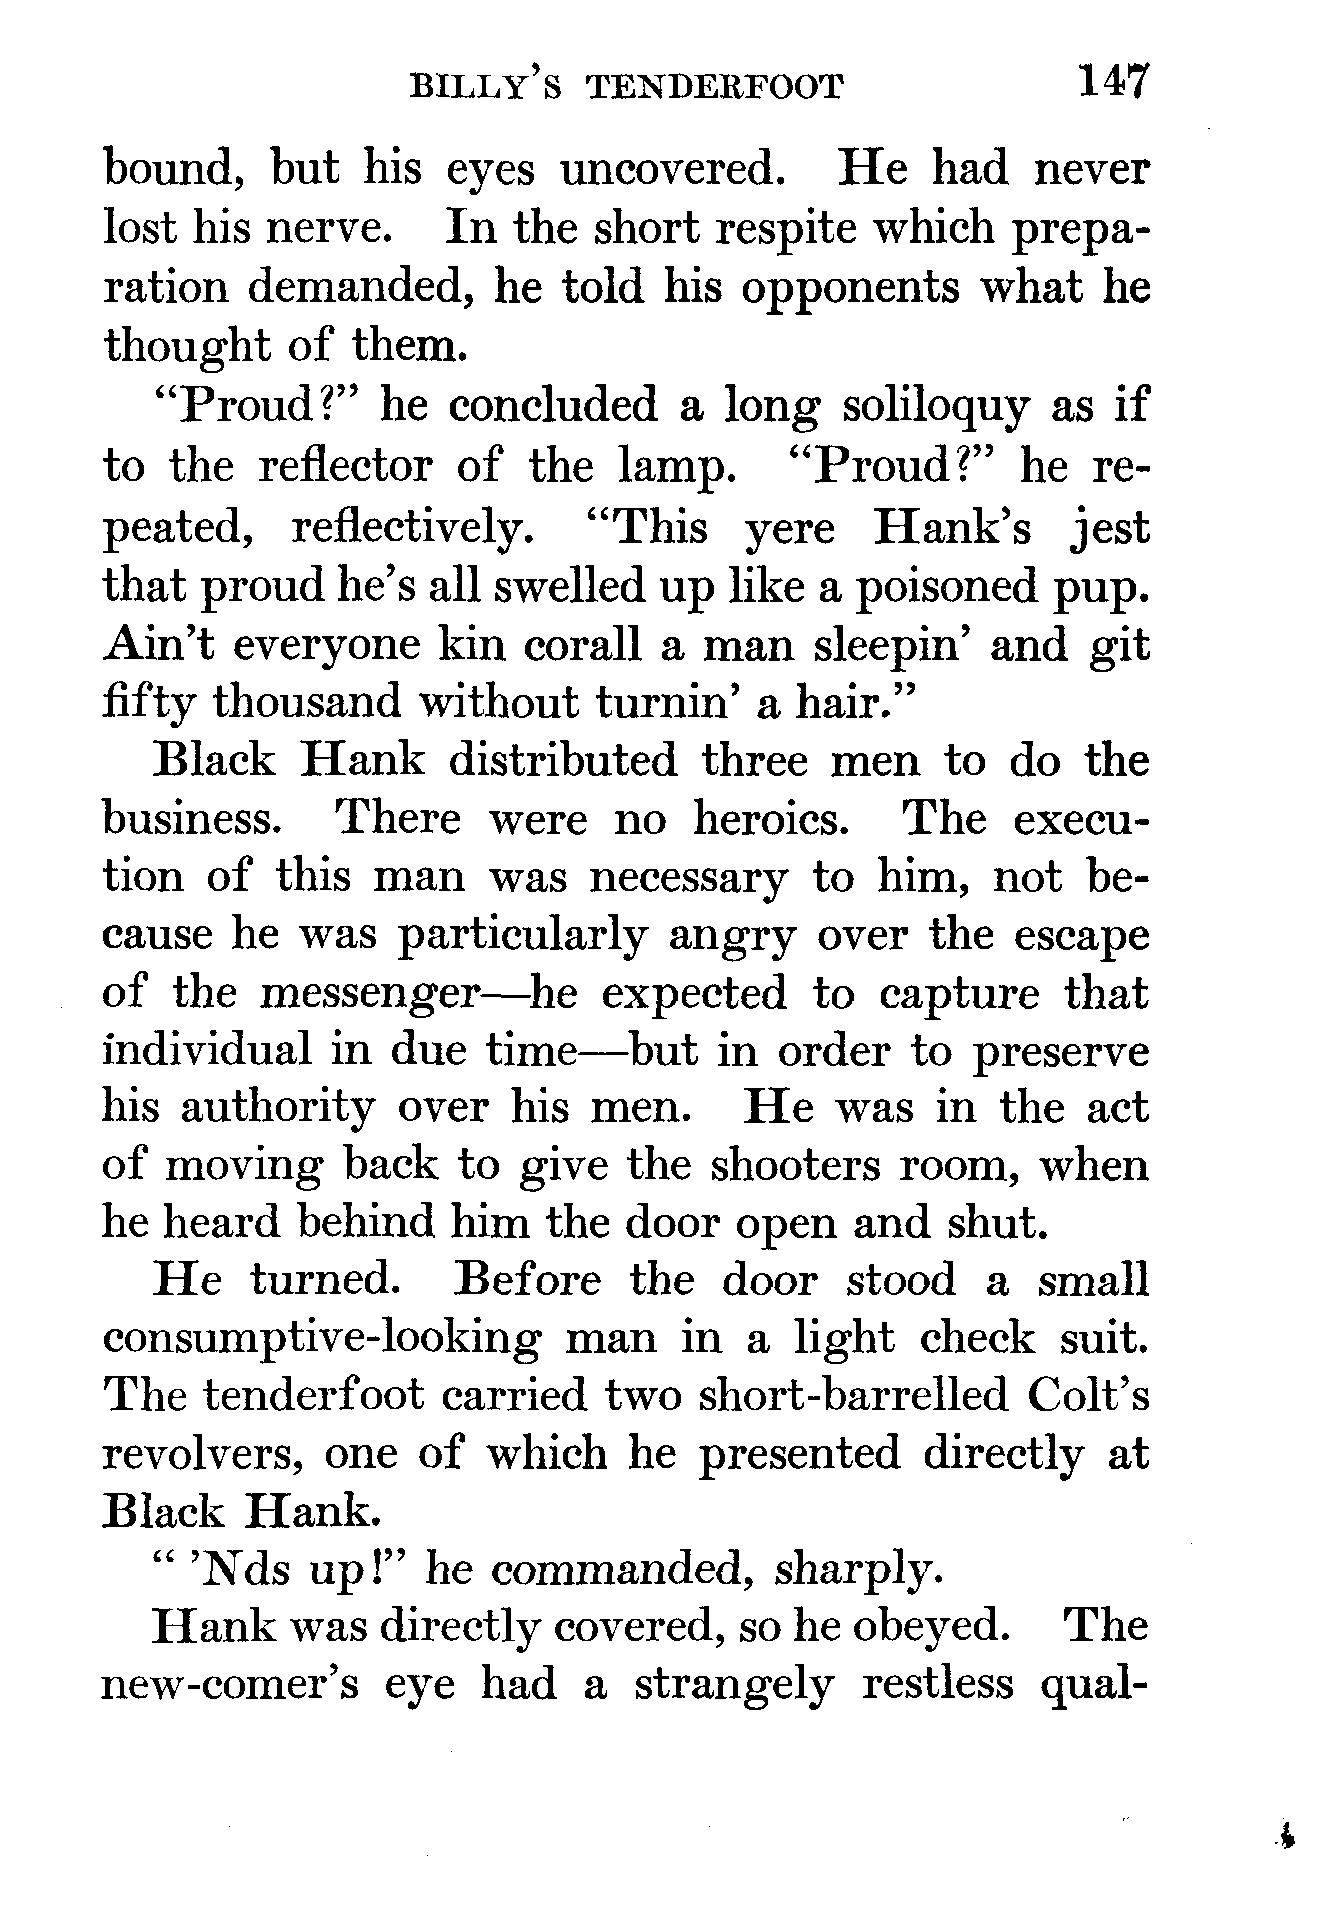 BILLY'S TENDERFOOT 147
bound, but his eyes uncovered. He had never
lost his nerve. In the short respite which prepa-
ration demanded, he told his opponents what he
thought of them.
“Proud?” he concluded a long soliloquy as if
to the reflector of the lamp. “Proud?” he re-
peated, reflectively. “This yere Hank’s jest
that proud he’s all swelled up like a poisoned pup.
Ain’t everyone kin corall a man sleepin’ and git
fifty thousand without turnin’ a hair.”
Black Hank distributed three men to do the
business. There were no heroics. The execu-
tion of this man was necessary to him, not be-
cause he was particularly angry over the escape
of the messenger—he expected to capture that
individual in due time—but in order to preserve
his authority over his men. He was in the act
of moving back to give the shooters room, when
he heard behind him the door open and shut.
He turned. Before the door stood a small
consumptive-looking man in a light check suit.
The tenderfoot carried two short-barrelled Colt’s
revolvers, one of which he presented directly at
Black Hank.
“ ’Nds up!” he commanded, sharply.
Hank was directly covered, so he obeyed. The
new-comer’s eye had a strangely restless qual-